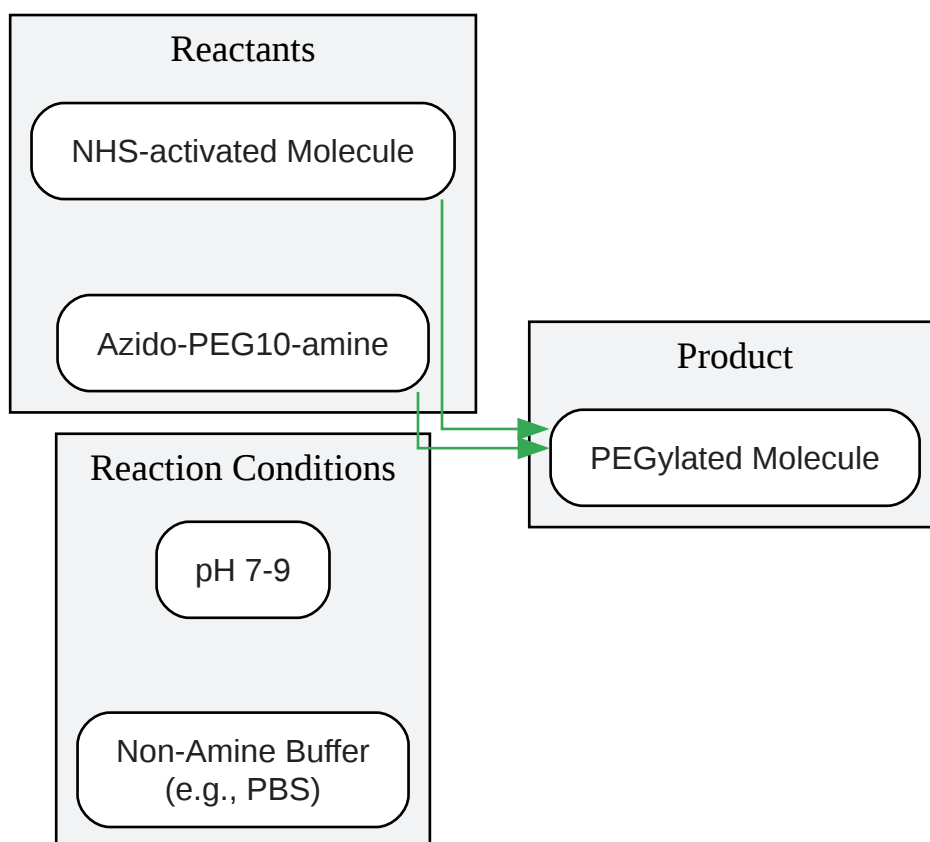 Reactants
NHS-activated Molecule
Azido-PEG10-amine
Product
PEGylated Molecule
Reaction Conditions
pH 7-9
Non-Amine Buffer
(e.g., PBS)